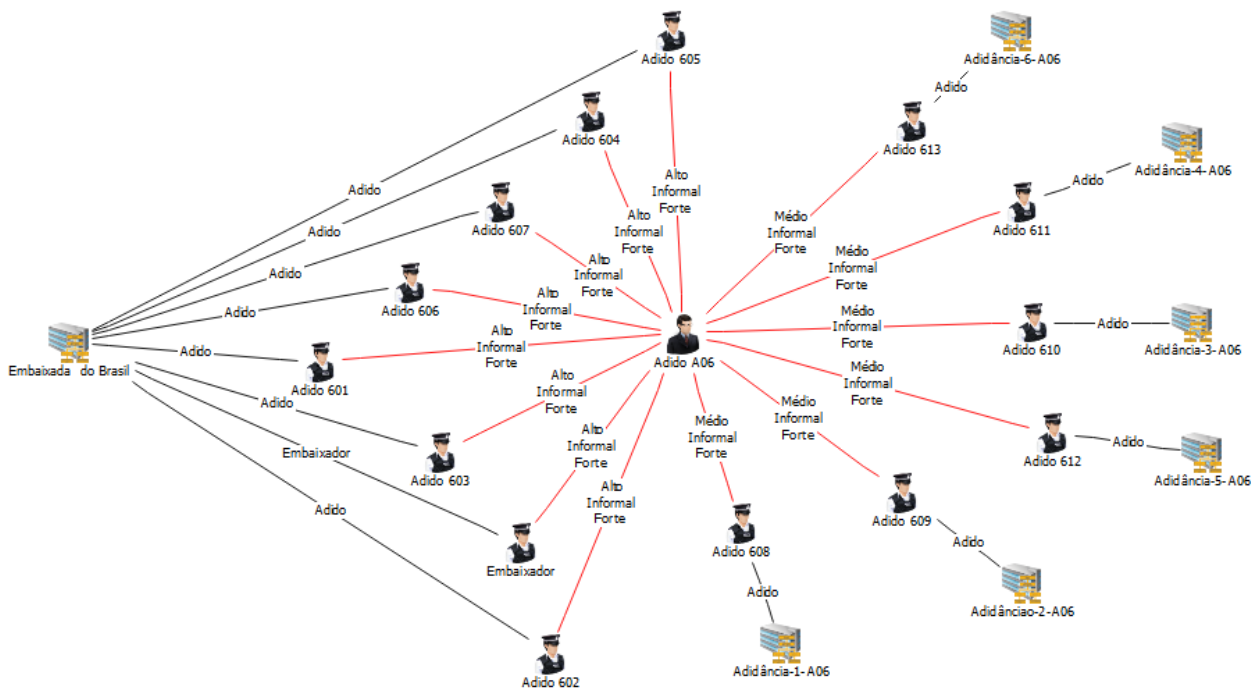 Adido 605
Adidância-6-A06
Adido
Adido 604
Adido 613
Adidância-4-A06
Adido
Adido
Alto
Informal
Forte
Adido 607
Adido
Alto
Informal
Forte
Médio
Informal
Forte
Adido 611
Adido
Alto
Informal
Forte
Médio
Informal
Forte
Adido 606
Adido
Alto
Informal
Forte
Médio
Informal
Forte
Adido 610
Adido
Adidância-3-A06
Embaixada do Brasil
Adido
Alto
Informal
Forte
Adido A06
Adido 601
Médio
Informal
Forte
Adido
Alto
Informal
Forte
Médio
Informal
Forte
Embaixador
Adido 603
Alto
Informal
Forte
Médio
Informal
Forte
Adido 612
Adido
Adidância-5-A06
Adido
Alto
Informal
Forte
Adido 609
Embaixador
Adido 608
Adido
Adidânciao-2-A06
Adido
Adido 602
Adidância-1-A06